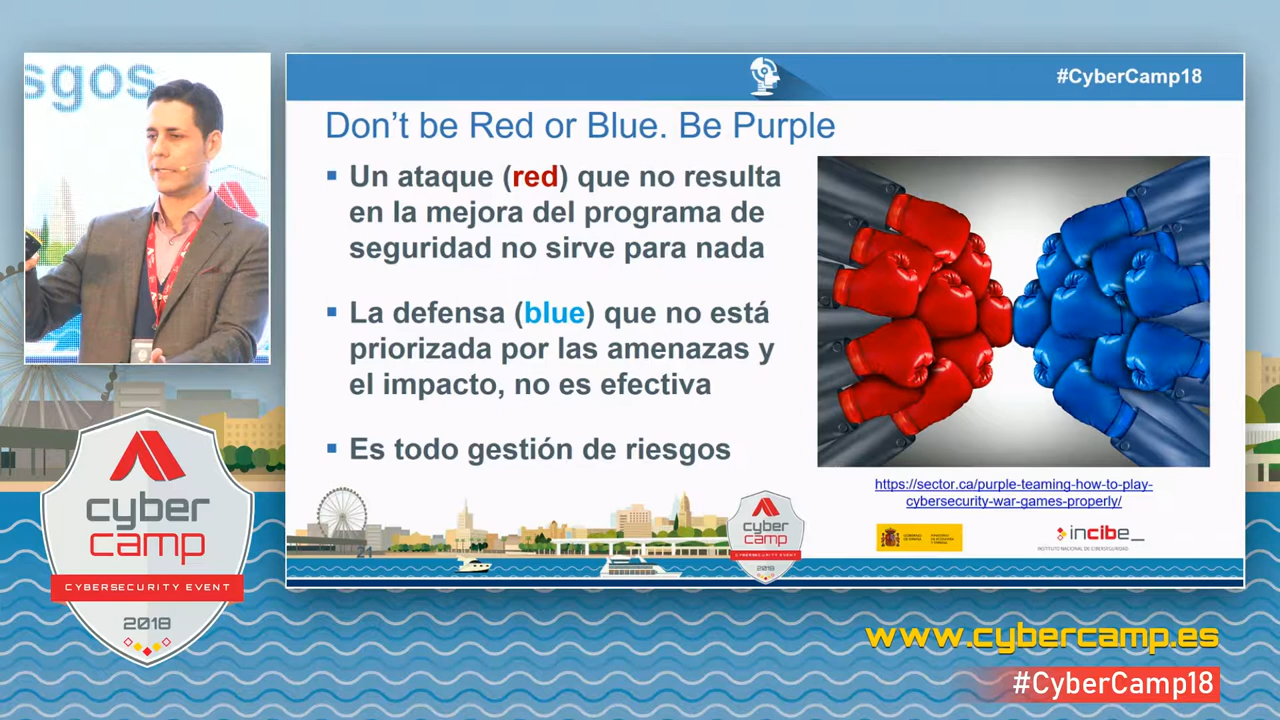 sgos
#CyberCamp18
Don't be Red or Blue. Be Purple
▪ Un ataque (red) que no resulta
en la mejora del programa de
seguridad no sirve para nada
▪ La defensa (blue) que no está
priorizada por las amenazas y
el impacto, no es efectiva
▪ Es todo gestión de riesgos
https://sector.ca/purple-teaming-how-to-play-
cybersecurity-war-games-properly/
21
cyber
camp
CYBERSECURITY EVENT
2018
incibe_
INSTITUTO NACIONAL DE CIBERSEGURIDAD
cyber
camp
CYBERSECURITY EVENT
2018
www.cybercamp.es
#CyberCamp18